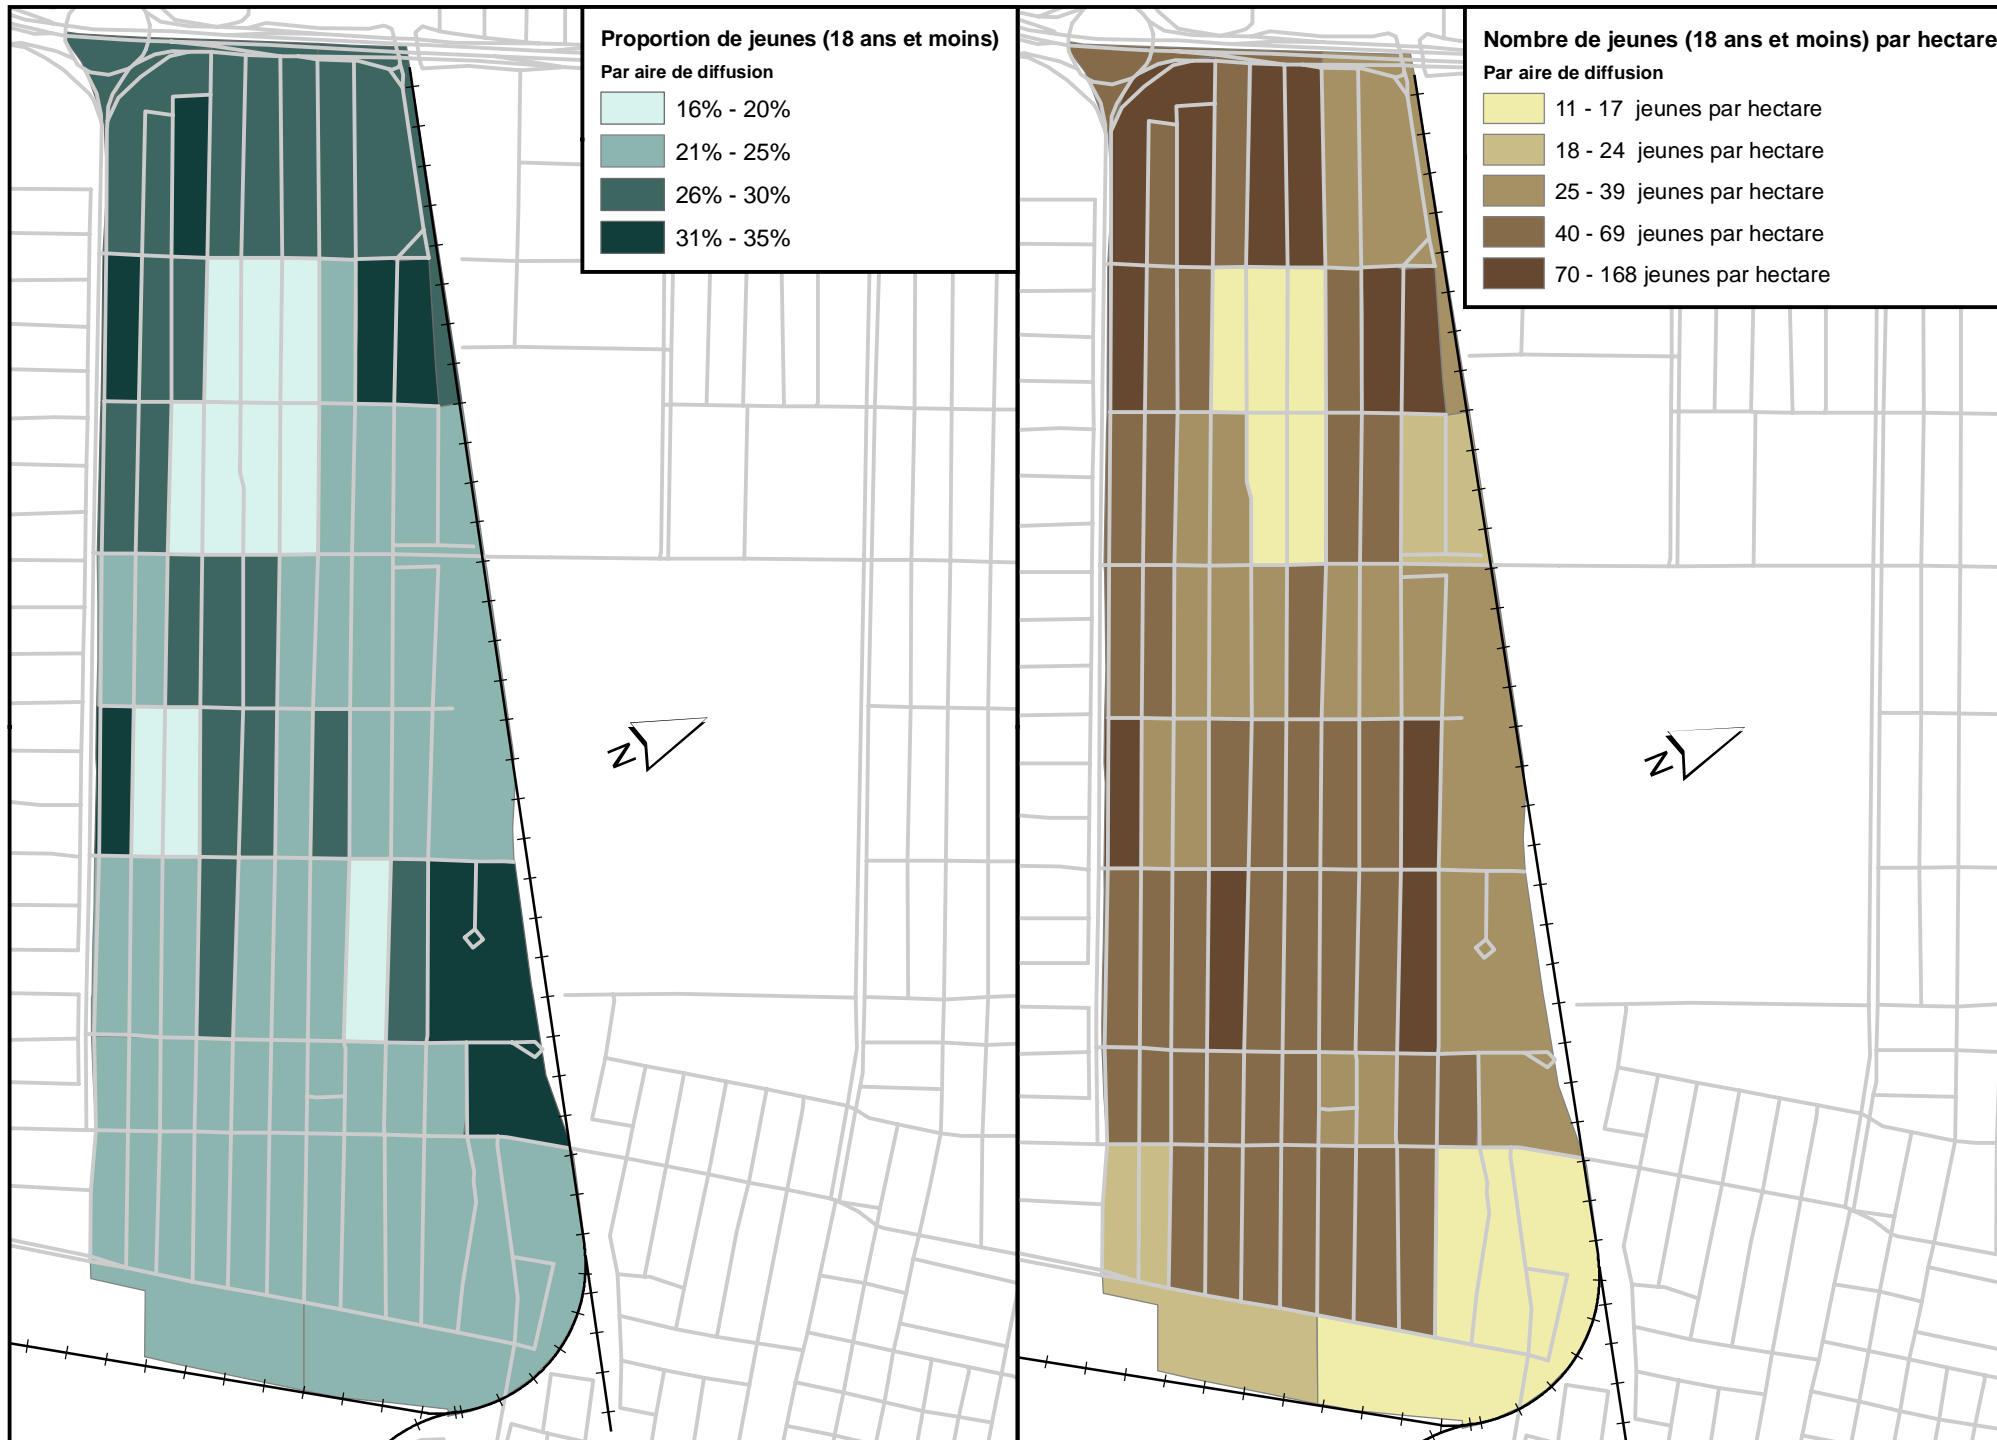 Proportion de jeunes (18 ans et moins)
Par aire de diffusion
16% - 20%
21% - 25%
26% - 30%
31% - 35%
N
Nombre de jeunes (18 ans et moins) par hectare
Par aire de diffusion
11 - 17 jeunes par hectare
18 - 24 jeunes par hectare
25 - 39 jeunes par hectare
40 - 69 jeunes par hectare
70 - 168 jeunes par hectare
N